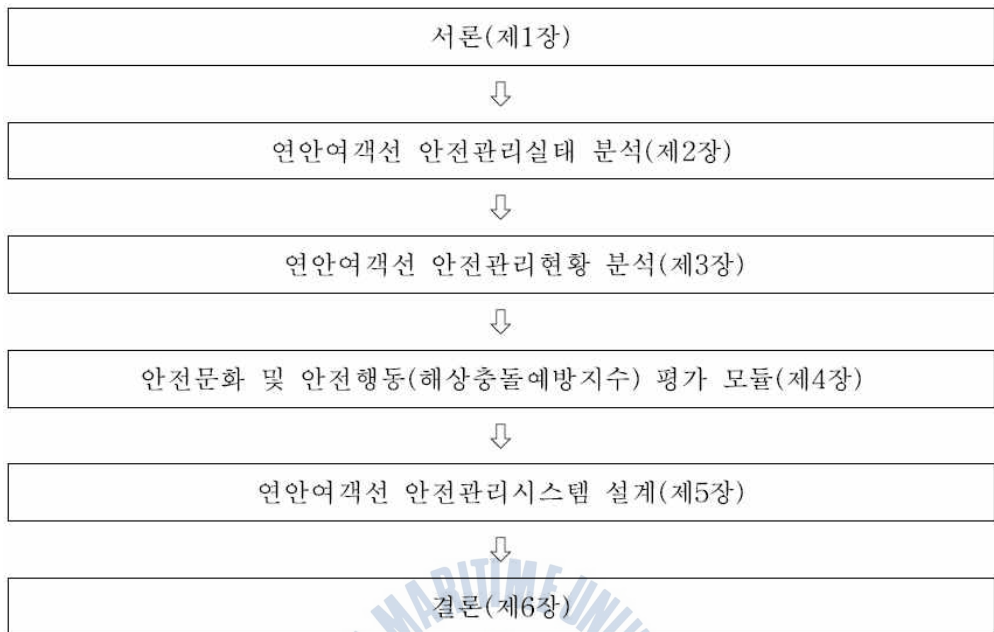 서론(제1장)
⇩
연안여객선 안전관리실태 분석(제2장)
⇩
연안여객선 안전관리현황 분석(제3장)
⇩
안전문화 및 안전행동(해상충돌예방지수) 평가 모듈(제4장)
⇩
연안여객선 안전관리시스템 설계(제5장)
⇩
결론(제6장)
MARITIME